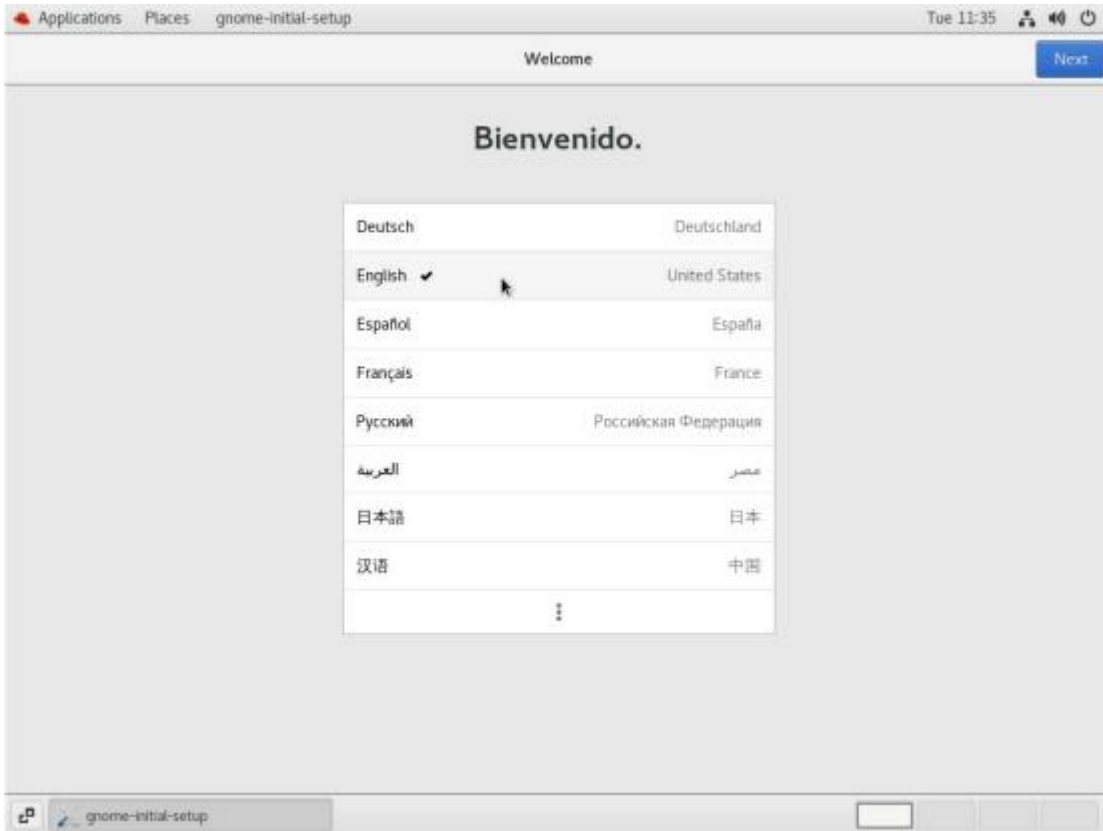 Applications Places gnome-initial-setup Tue 11:35
Welcome Next
Bienvenido.
Deutsch Deutschland
English ✔ United States
Español España
Français France
Русский Российская Федерация
العربية مصر
日本語 日本
汉语 中国
gnome-initial-setup